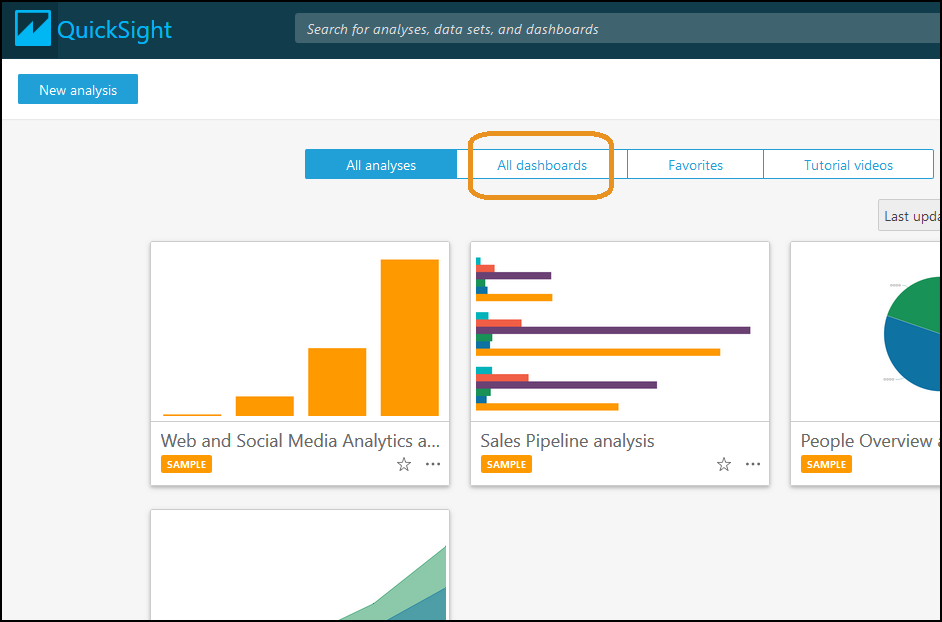 QuickSight
Search for analyses, data sets, and dashboards
New analysis
All analyses
All dashboards
Favorites
Tutorial videos
Last upda
Web and Social Media Analytics a...
SAMPLE
Sales Pipeline analysis
SAMPLE
People Overview a
SAMPLE